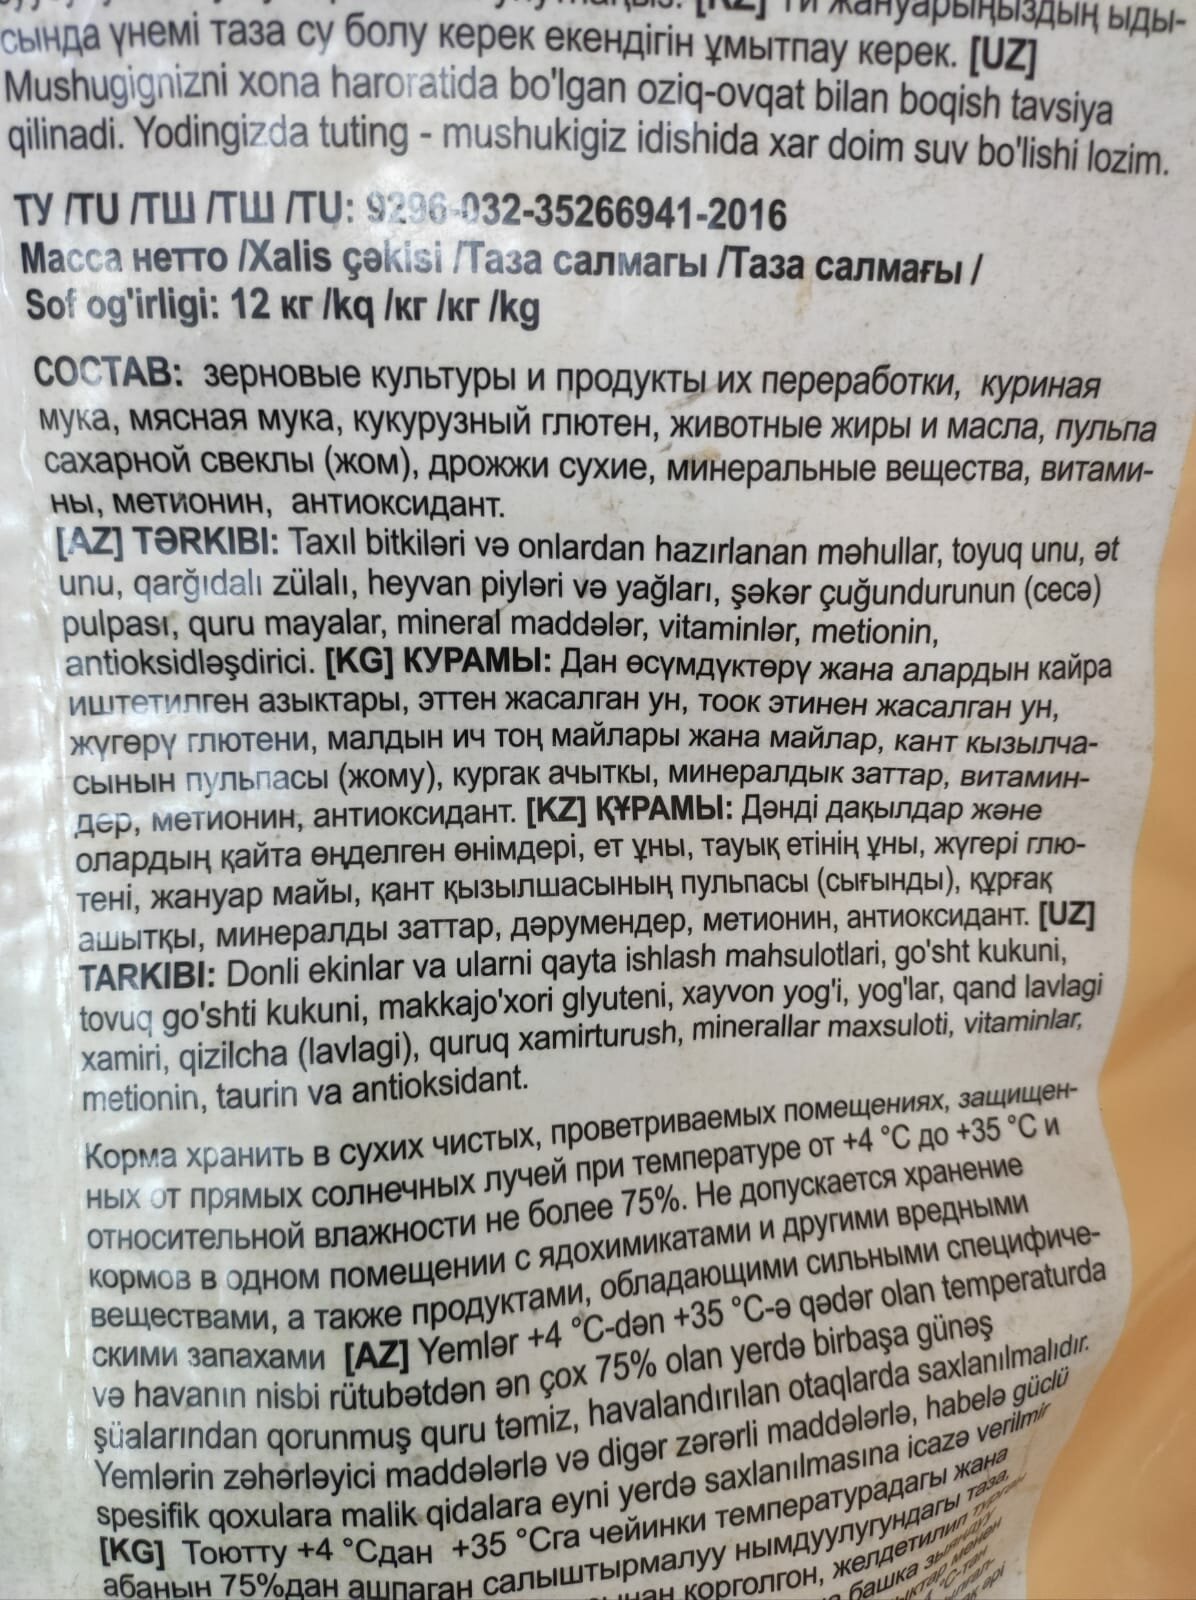 [KZ] Үй жануарыңыздың ыды-
сында үнемі таза су болу керек екендігін ұмытпау керек. [UZ]
Mushugignizni xona haroratida bo'lgan oziq-ovqat bilan boqish tavsiya
qilinadi. Yodingizda tuting - mushukigiz idishida xar doim suv bo'lishi lozim.
ТУ /TU /ТШ /ТШ /TU: 9296-032-35266941-2016
Масса нетто /Xalis çəkisi /Таза салмагы /Таза салмағы /
Sof og'irligi: 12 кг /kq /кг /кг /kg
СОСТАВ: зерновые культуры и продукты их переработки, куриная
мука, мясная мука, кукурузный глютен, животные жиры и масла, пульпа
сахарной свеклы (жом), дрожжи сухие, минеральные вещества, витами-
ны, метионин, антиоксидант.
[AZ] TƏRKIBI: Taxıl bitkiləri və onlardan hazırlanan məhullar, toyuq unu, ət
unu, qarğıdalı zülalı, heyvan piyləri və yağları, şəkər çuğundurunun (cecə)
pulpası, quru mayalar, mineral maddələr, vitaminlər, metionin,
antioksidləşdirici. [KG] КУРАМЫ: Дан өсүмдүктөрү жана алардын кайра
иштетилген азыктары, эттен жасалган ун, тоок этинен жасалган ун,
жүгөрү глютени, малдын ич тоң майлары жана майлар, кант кызылча-
сынын пульпасы (жому), кургак ачыткы, минералдык заттар, витамин-
дер, метионин, антиоксидант. [KZ] ҚҰРАМЫ: Дәнді дақылдар және
олардың қайта өңделген өнімдері, ет ұны, тауық етінің ұны, жүгері глю-
тені, жануар майы, қант қызылшасының пульпасы (сығынды), құрғақ
ашытқы, минералды заттар, дәрумендер, метионин, антиоксидант. [UZ]
TARKIBI: Donli ekinlar va ularni qayta ishlash mahsulotlari, go'sht kukuni,
tovuq go'shti kukuni, makkajo'xori glyuteni, xayvon yog'i, yog'lar, qand lavlagi
xamiri, qizilcha (lavlagi), quruq xamirturush, minerallar maxsuloti, vitaminlar,
metionin, taurin va antioksidant.
Корма хранить в сухих чистых, проветриваемых помещениях, защищен-
ных от прямых солнечных лучей при температуре от +4 °С до +35 °С и
относительной влажности не более 75%. Не допускается хранение
кормов в одном помещении с ядохимикатами и другими вредными
веществами, а также продуктами, обладающими сильными специфиче-
скими запахами [AZ] Yemlər +4 °C-dən +35 °C-ə qədər olan temperaturda
və havanın nisbi rütubətdən ən çox 75% olan yerdə birbaşa günəş
şüalarından qorunmuş quru təmiz, havalandırılan otaqlarda saxlanılmalıdır.
Yemlərin zəhərləyici maddələrlə və digər zərərli maddələrlə, habelə güclü
spesifik qoxulara malik qidalara eyni yerdə saxlanılmasına icazə verilmir
[KG] Тоютту +4 °Сдан +35 °Сга чейинки температурадагы жана
абанын 75%дан ашпаган салыштырмалуу нымдуулугундагы таза,
корголгон, желдетилип турган
башка зыяндуу